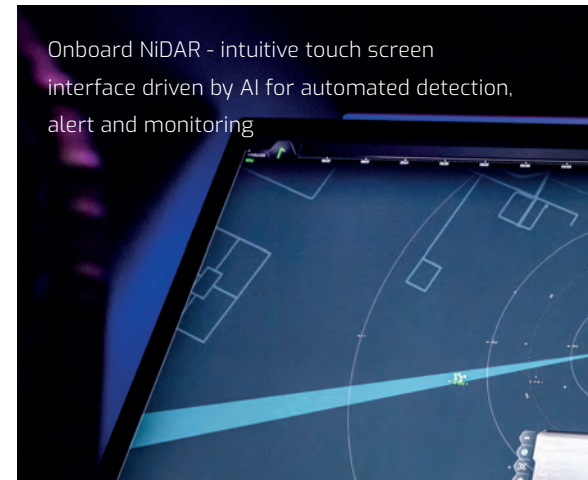 Onboard NiDAR - intuitive touch screen
interface driven by AI for automated detection,
alert and monitoring